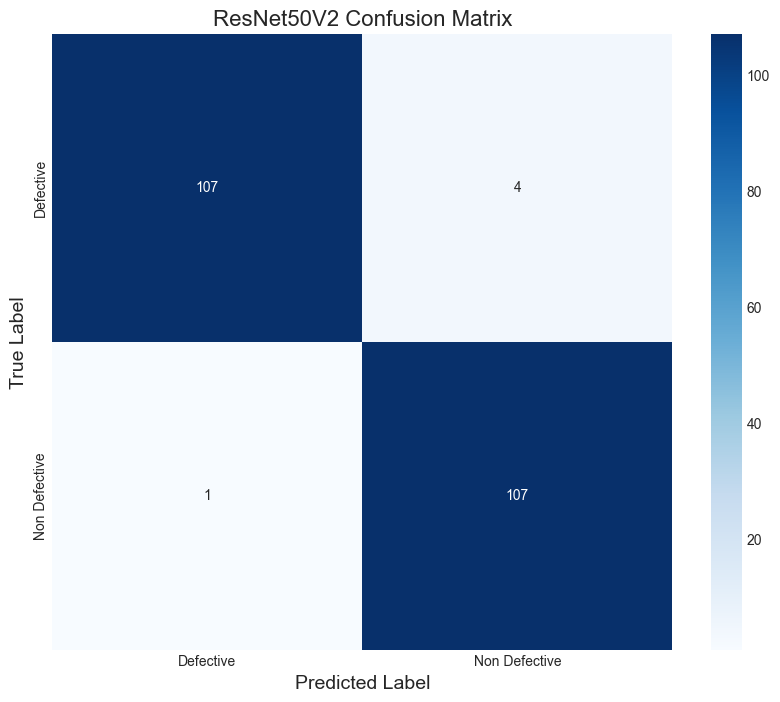 ResNet50V2 Confusion Matrix
True Label
Defective
Non Defective
107
4
1
107
Defective
Non Defective
Predicted Label
100
80
60
40
20